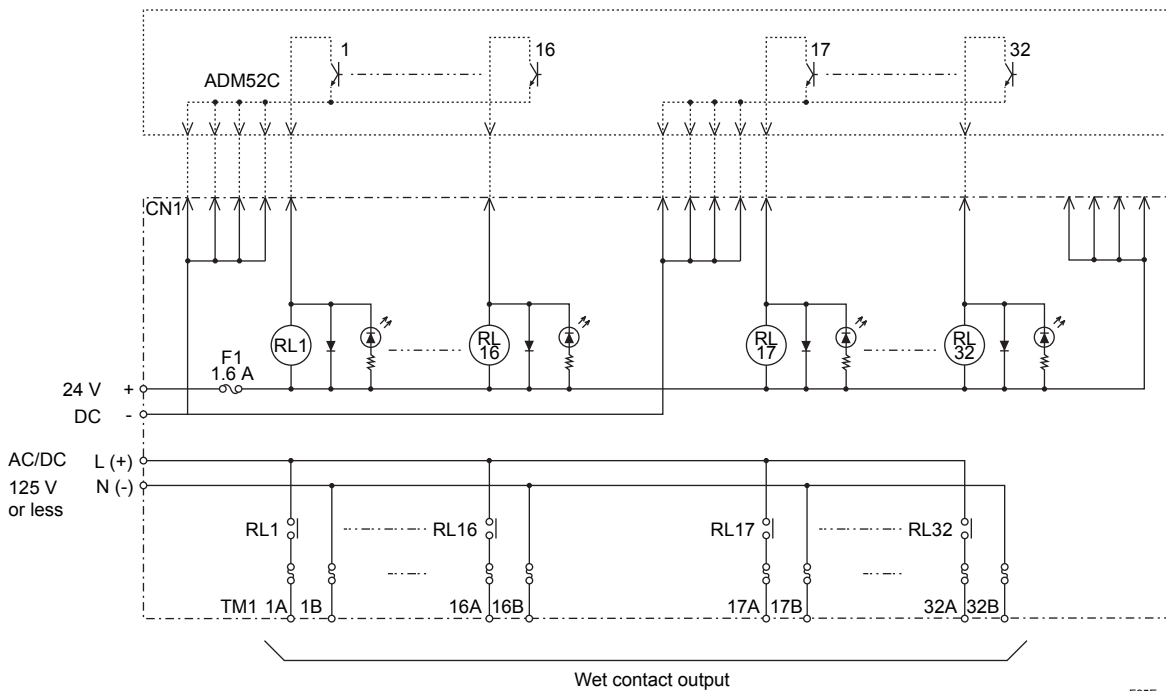 1
16
17
32
ADM52C
CN1
RL1
RL
16
RL
17
RL
32
F1
1.6 A
24 V +
DC -
AC/DC L (+)
125 V N (-)
or less
RL1
RL16
RL17
RL32
TM1 1A 1B
16A 16B
17A 17B
32A 32B
Wet contact output